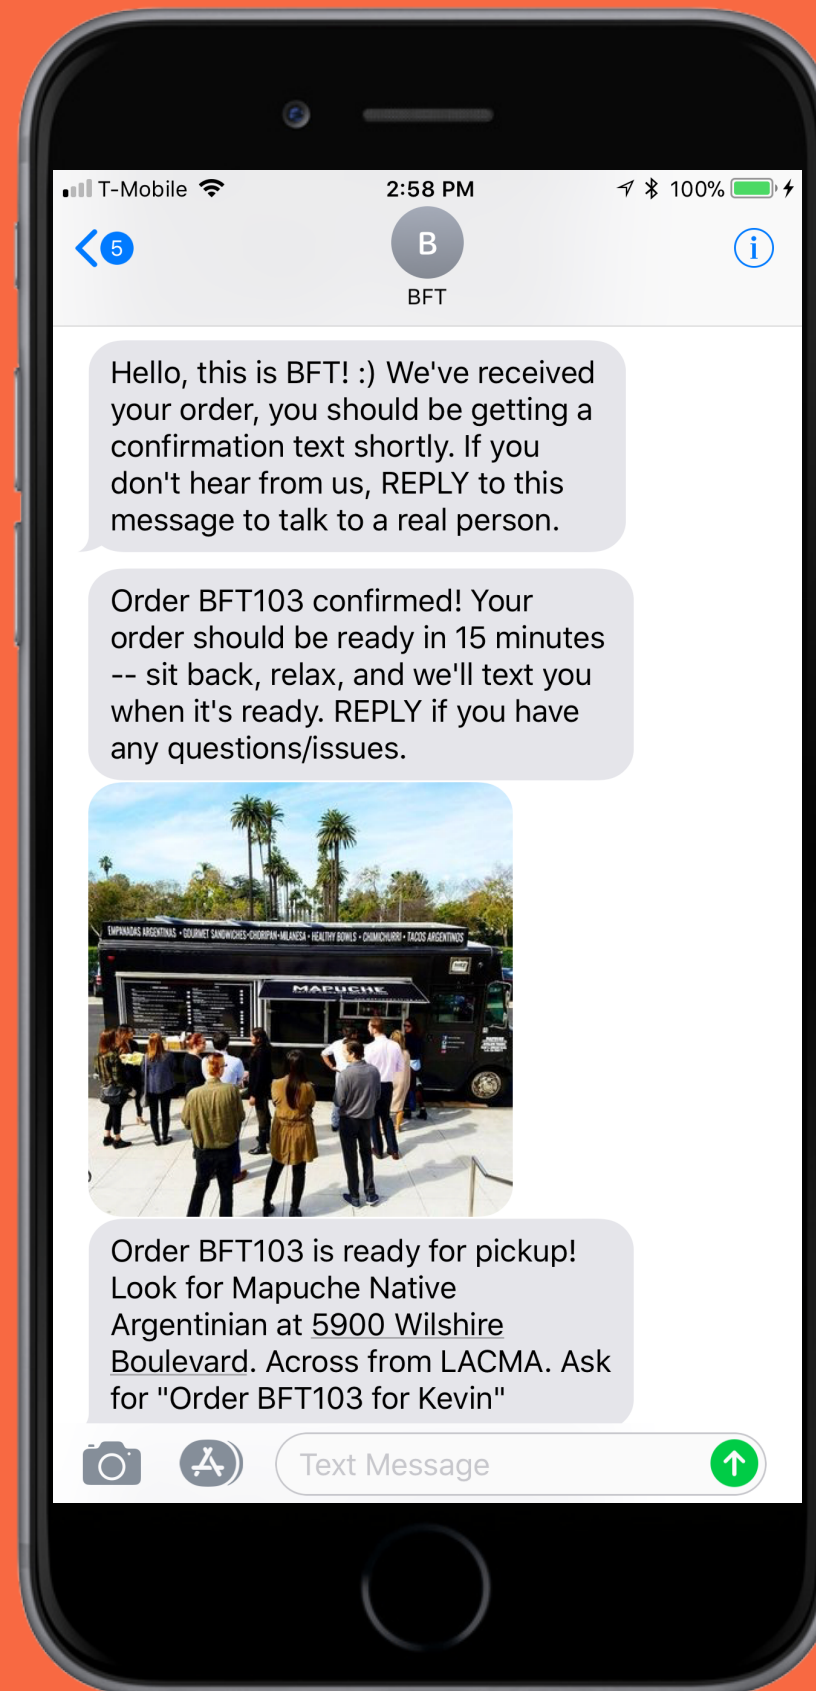 T-Mobile 2:58 PM 100%
5
B
BFT
Hello, this is BFT! :) We've received
your order, you should be getting a
confirmation text shortly. If you
don't hear from us, REPLY to this
message to talk to a real person.
Order BFT103 confirmed! Your
order should be ready in 15 minutes
-- sit back, relax, and we'll text you
when it's ready. REPLY if you have
any questions/issues.
EMPANADAS ARGENTINAS • GOURMET SANDWICHES-CHORIPAN-MILANESA • HEALTHY BOWLS • CHIMICHURRI • TACOS ARGENTINOS
MAPUCHE
Order BFT103 is ready for pickup!
Look for Mapuche Native
Argentinian at 5900 Wilshire
Boulevard. Across from LACMA. Ask
for "Order BFT103 for Kevin"
Text Message